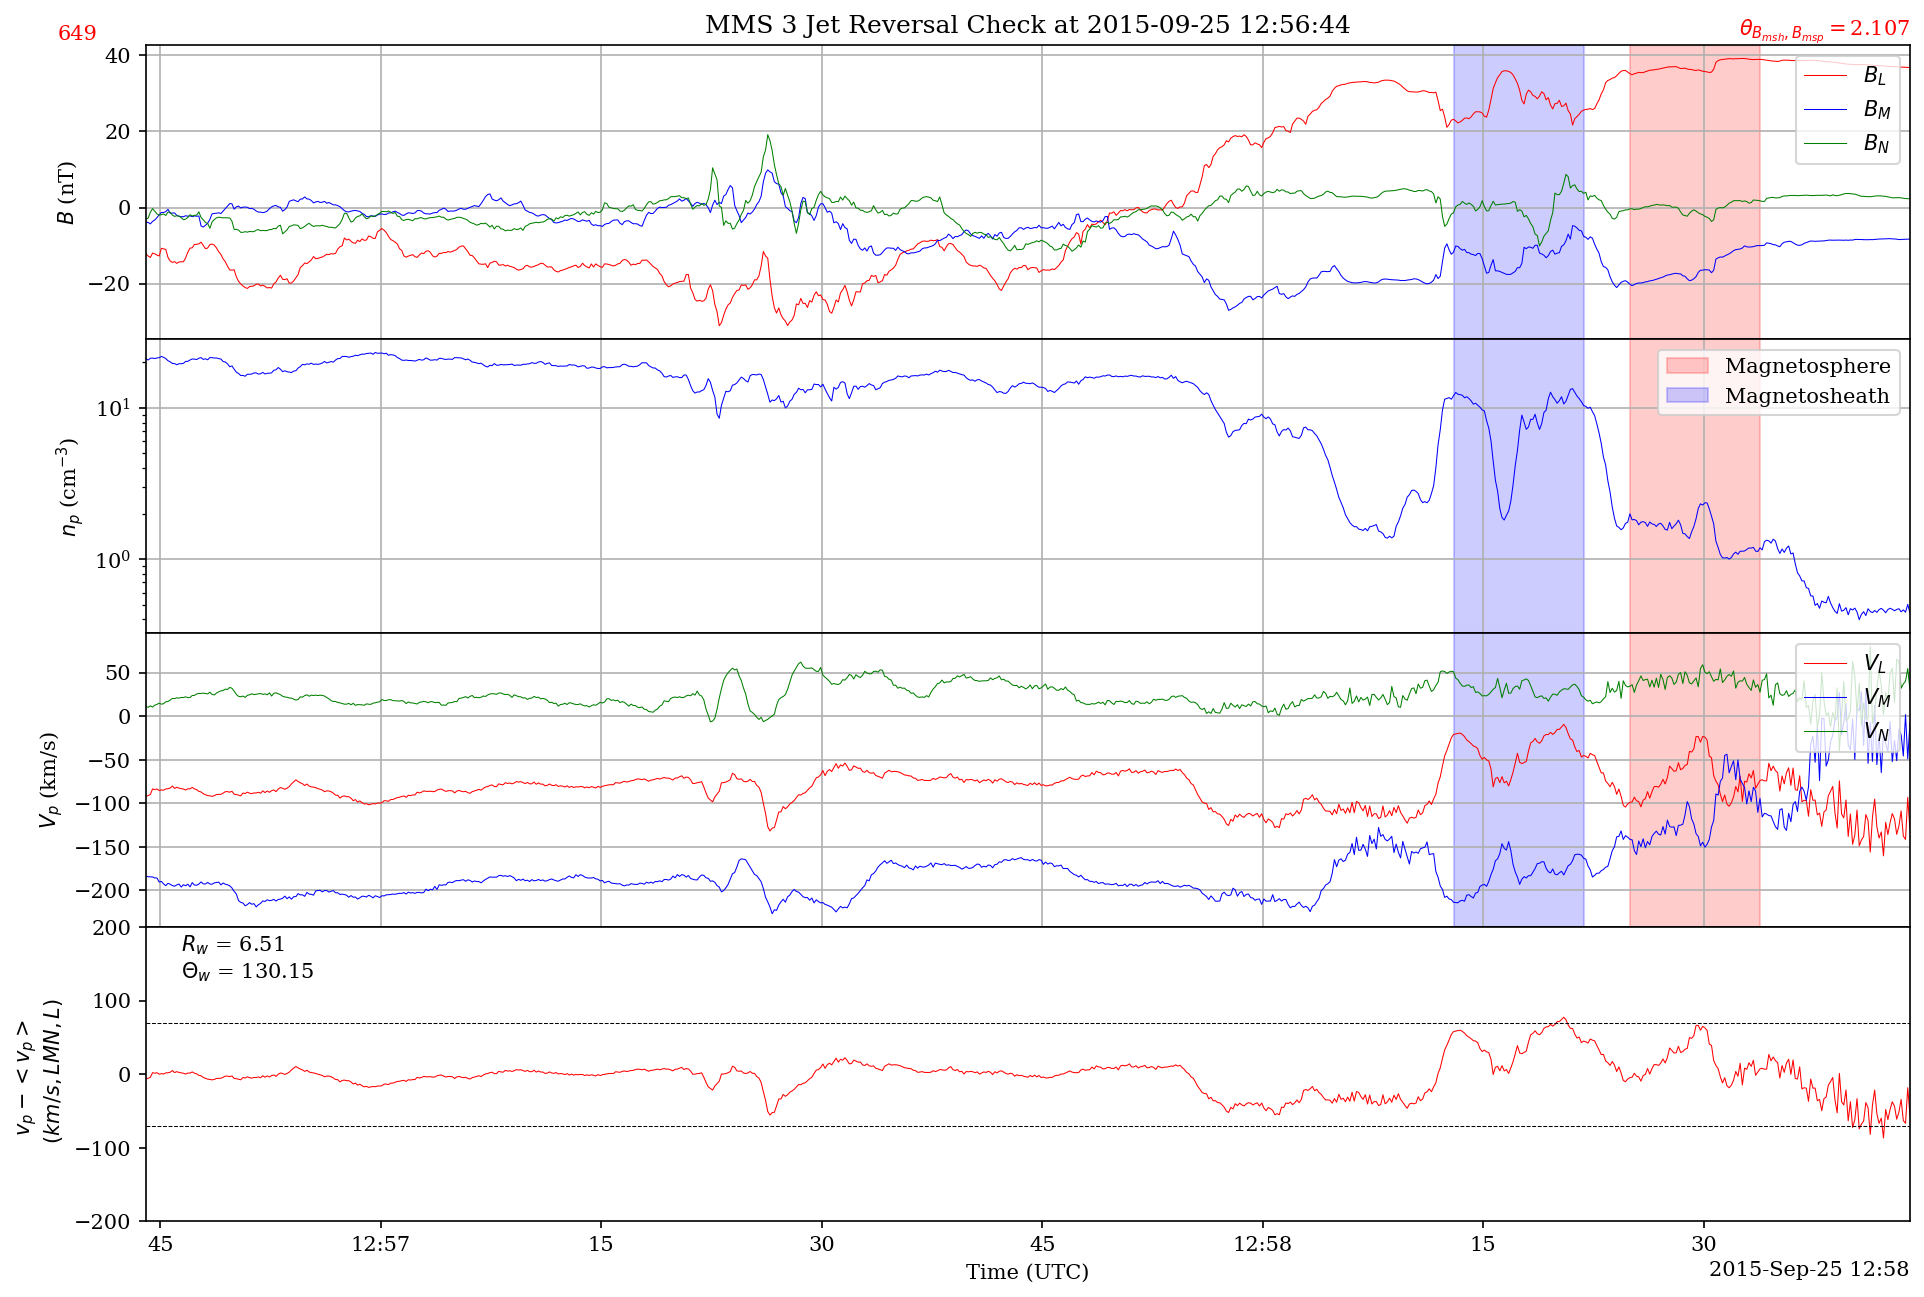 MMS 3 Jet Reversal Check at 2015-09-25 12:56:44
649
θ_{B_{msh}, B_{msp}} = 2.107
40
20
0
−20
B (nT)
B_L
B_M
B_N
10^1
10^0
n_p (cm^{−3})
Magnetosphere
Magnetosheath
50
0
−50
−100
−150
−200
V_p (km/s)
V_L
V_M
V_N
200
100
0
−100
−200
v_p − < v_p >
(km/s, LMN, L)
R_w = 6.51
Θ_w = 130.15
45
12:57
15
30
45
12:58
15
30
Time (UTC)
2015-Sep-25 12:58